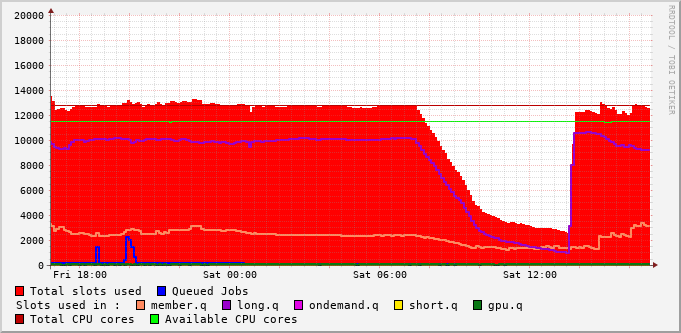 20000
18000
16000
14000
12000
10000
8000
6000
4000
2000
0
Fri 18:00 Sat 00:00 Sat 06:00 Sat 12:00
RRDTOOL / TOBI OETIKER
Total slots used Queued Jobs
Slots used in : member.q long.q ondemand.q short.q gpu.q
Total CPU cores Available CPU cores